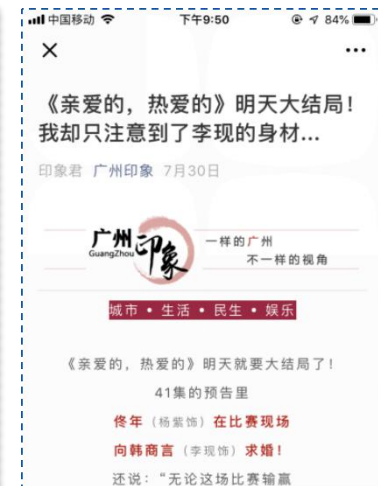 中国移动 下午9:50 84%
《亲爱的，热爱的》明天大结局！
我却只注意到了李现的身材...
印象君 广州印象 7月30日
广州印象
GuangZhou
一样的广州
不一样的视角
城市 • 生活 • 民生 • 娱乐
《亲爱的，热爱的》明天就要大结局了！
41集的预告里
佟年（杨紫饰）在比赛现场
向韩商言（李现饰）求婚！
还说：“无论这场比赛输赢